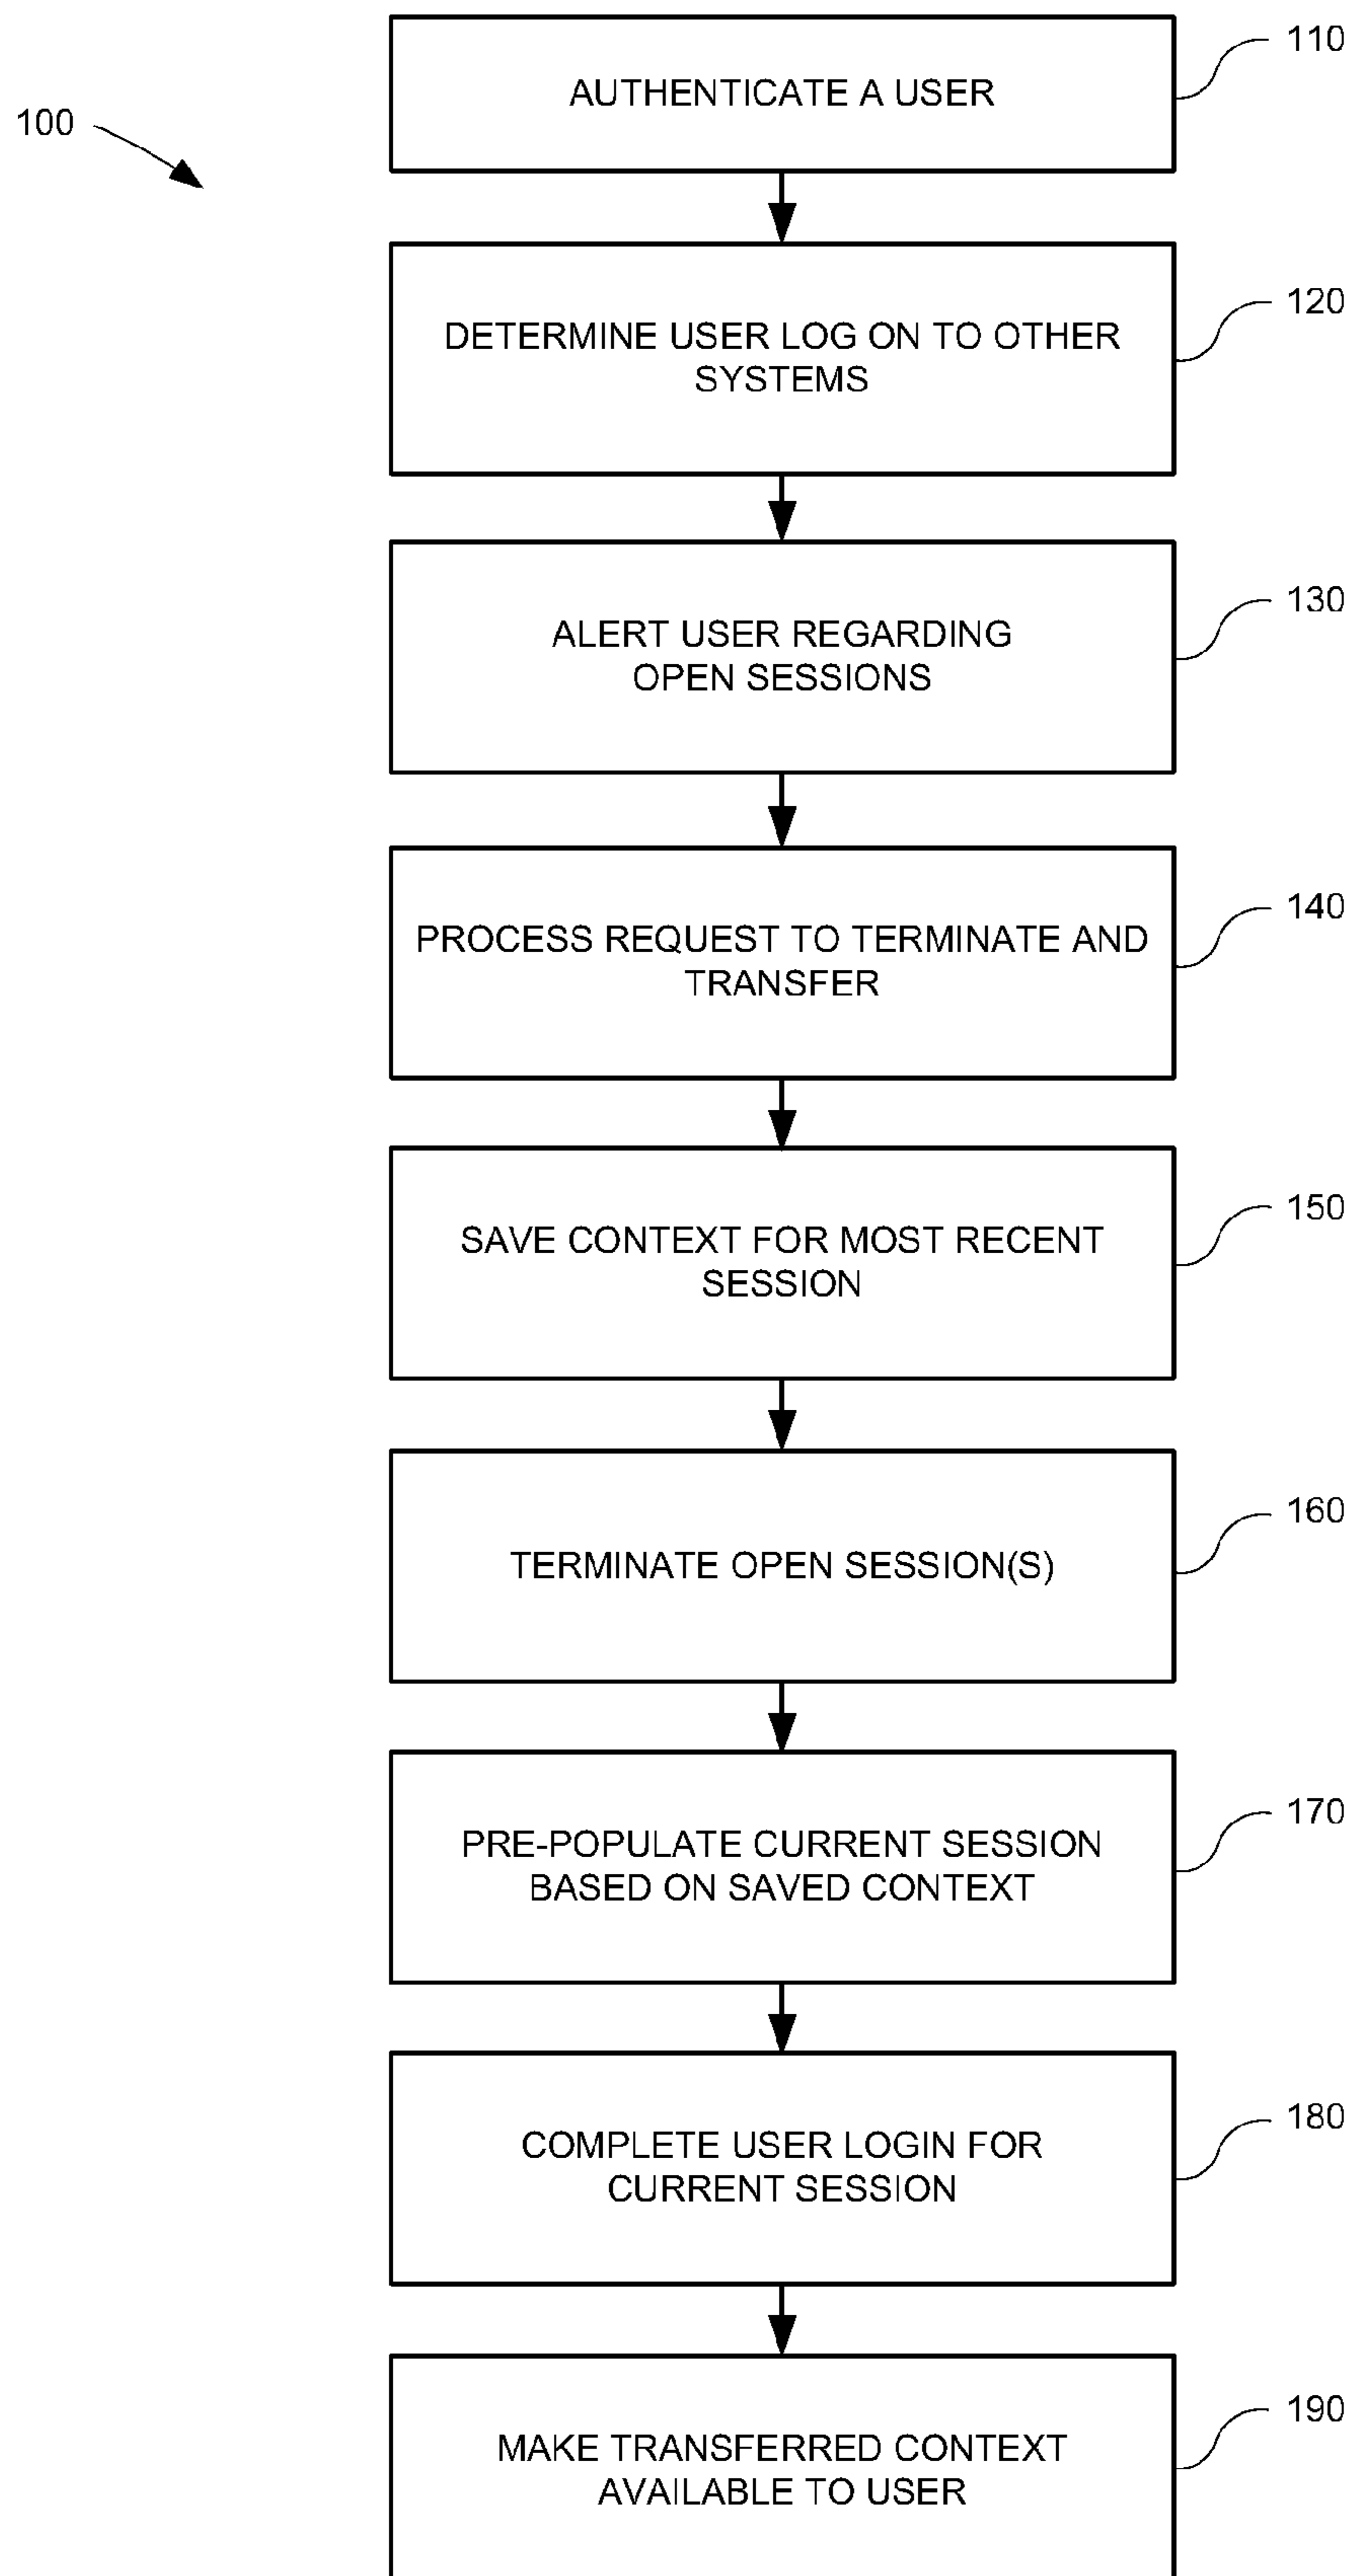 110
AUTHENTICATE A USER
100
120
DETERMINE USER LOG ON TO OTHER
SYSTEMS
130
ALERT USER REGARDING
OPEN SESSIONS
140
PROCESS REQUEST TO TERMINATE AND
TRANSFER
150
SAVE CONTEXT FOR MOST RECENT
SESSION
160
TERMINATE OPEN SESSION(S)
170
PRE-POPULATE CURRENT SESSION
BASED ON SAVED CONTEXT
180
COMPLETE USER LOGIN FOR
CURRENT SESSION
190
MAKE TRANSFERRED CONTEXT
AVAILABLE TO USER